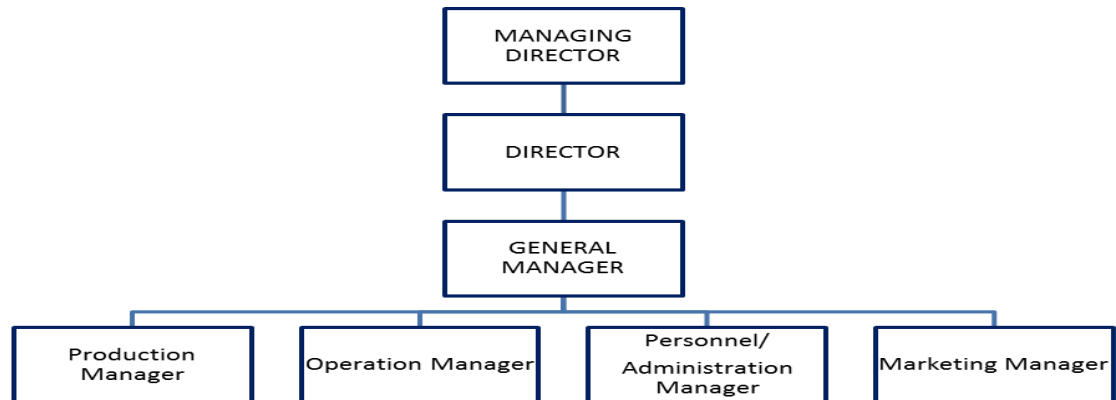 MANAGING
DIRECTOR
DIRECTOR
GENERAL
MANAGER
Production
Manager
Operation Manager
Personnel/
Administration
Manager
Marketing Manager